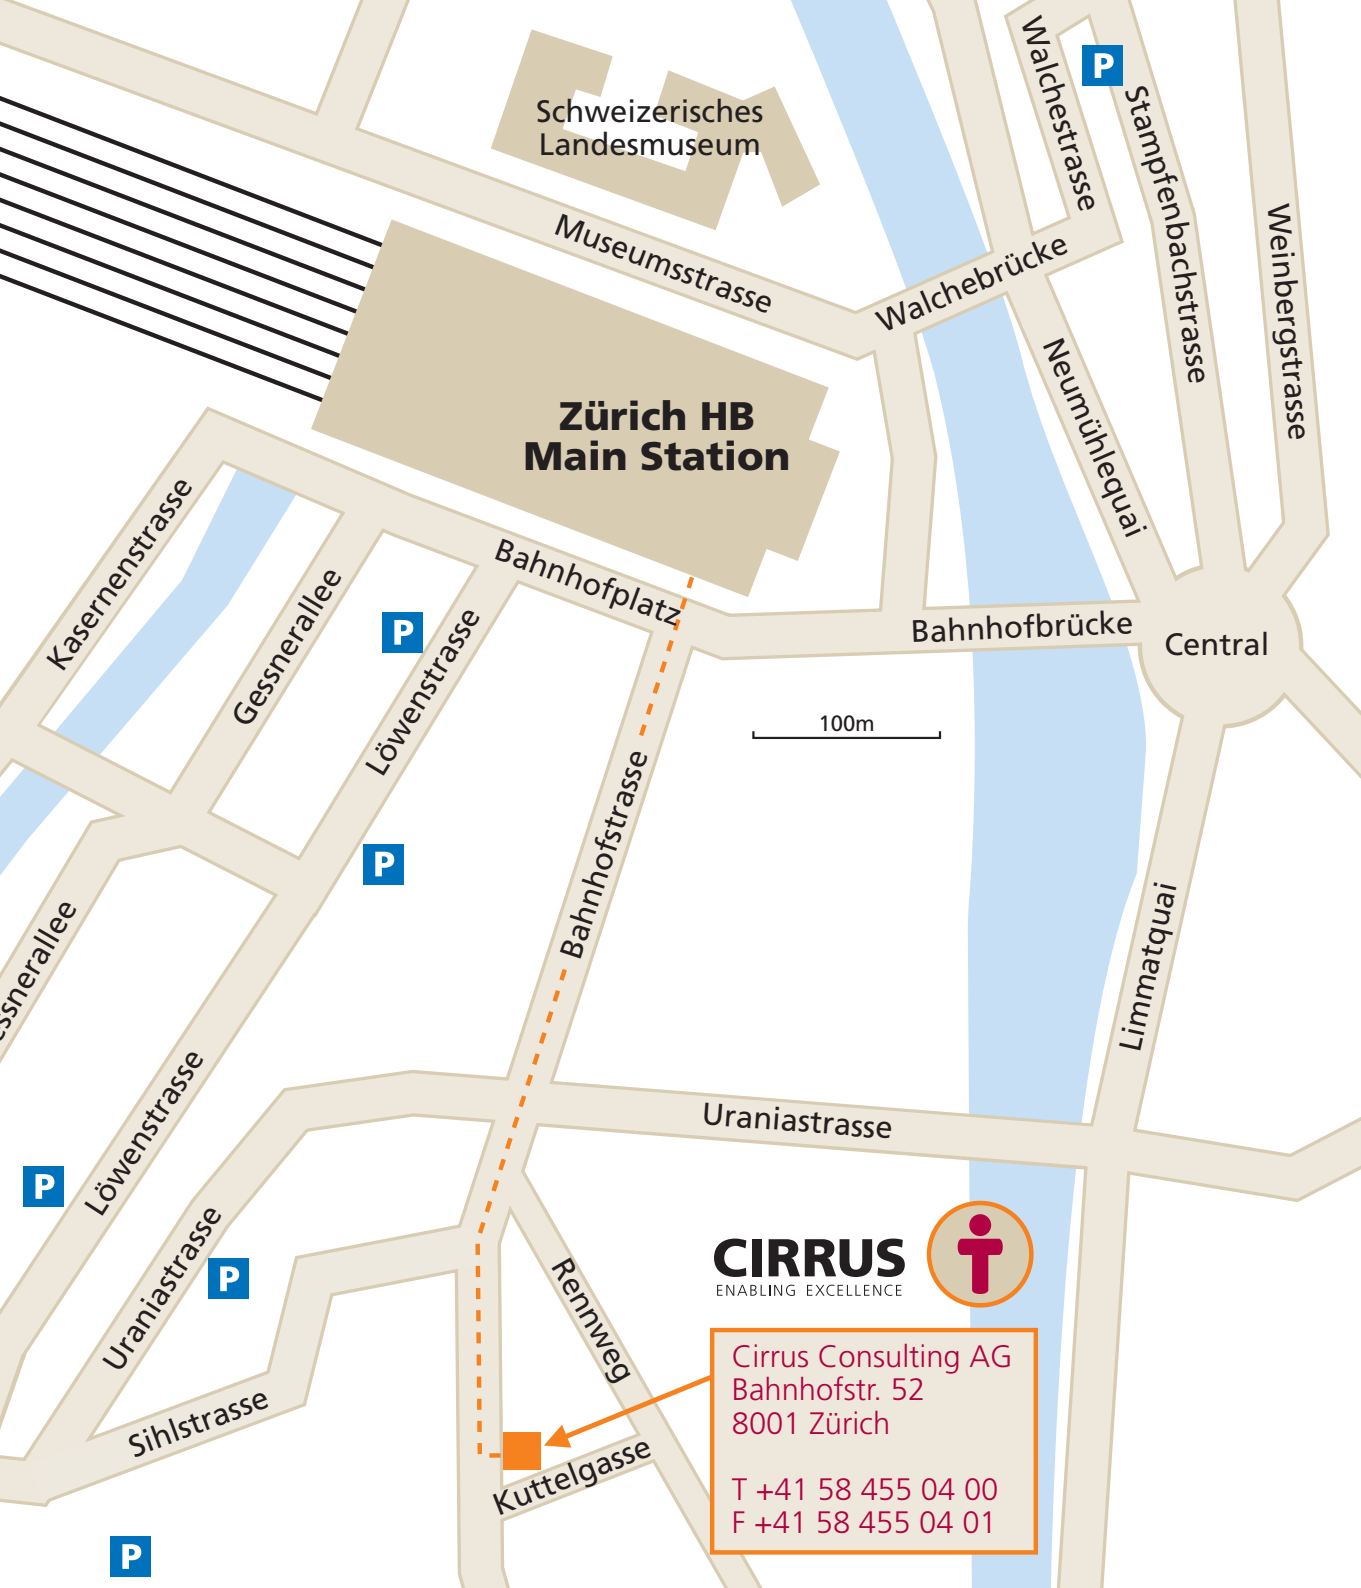 Walchestrasse
P
Stampfenbachstrasse
Schweizerisches
Landesmuseum
Museumsstrasse
Walchebrücke
Weinbergstrasse
Neumühlequai
Zürich HB
Main Station
Kasernenstrasse
Bahnhofplatz
Gessnerallee
P
Löwenstrasse
Bahnhofbrücke
Central
100m
Bahnhofstrasse
P
ssnerallee
Limmatquai
Löwenstrasse
Uraniastrasse
P
Uraniastrasse
P
CIRRUS
ENABLING EXCELLENCE
Rennweg
Cirrus Consulting AG
Bahnhofstr. 52
8001 Zürich
T +41 58 455 04 00
F +41 58 455 04 01
Sihlstrasse
Kuttelgasse
P